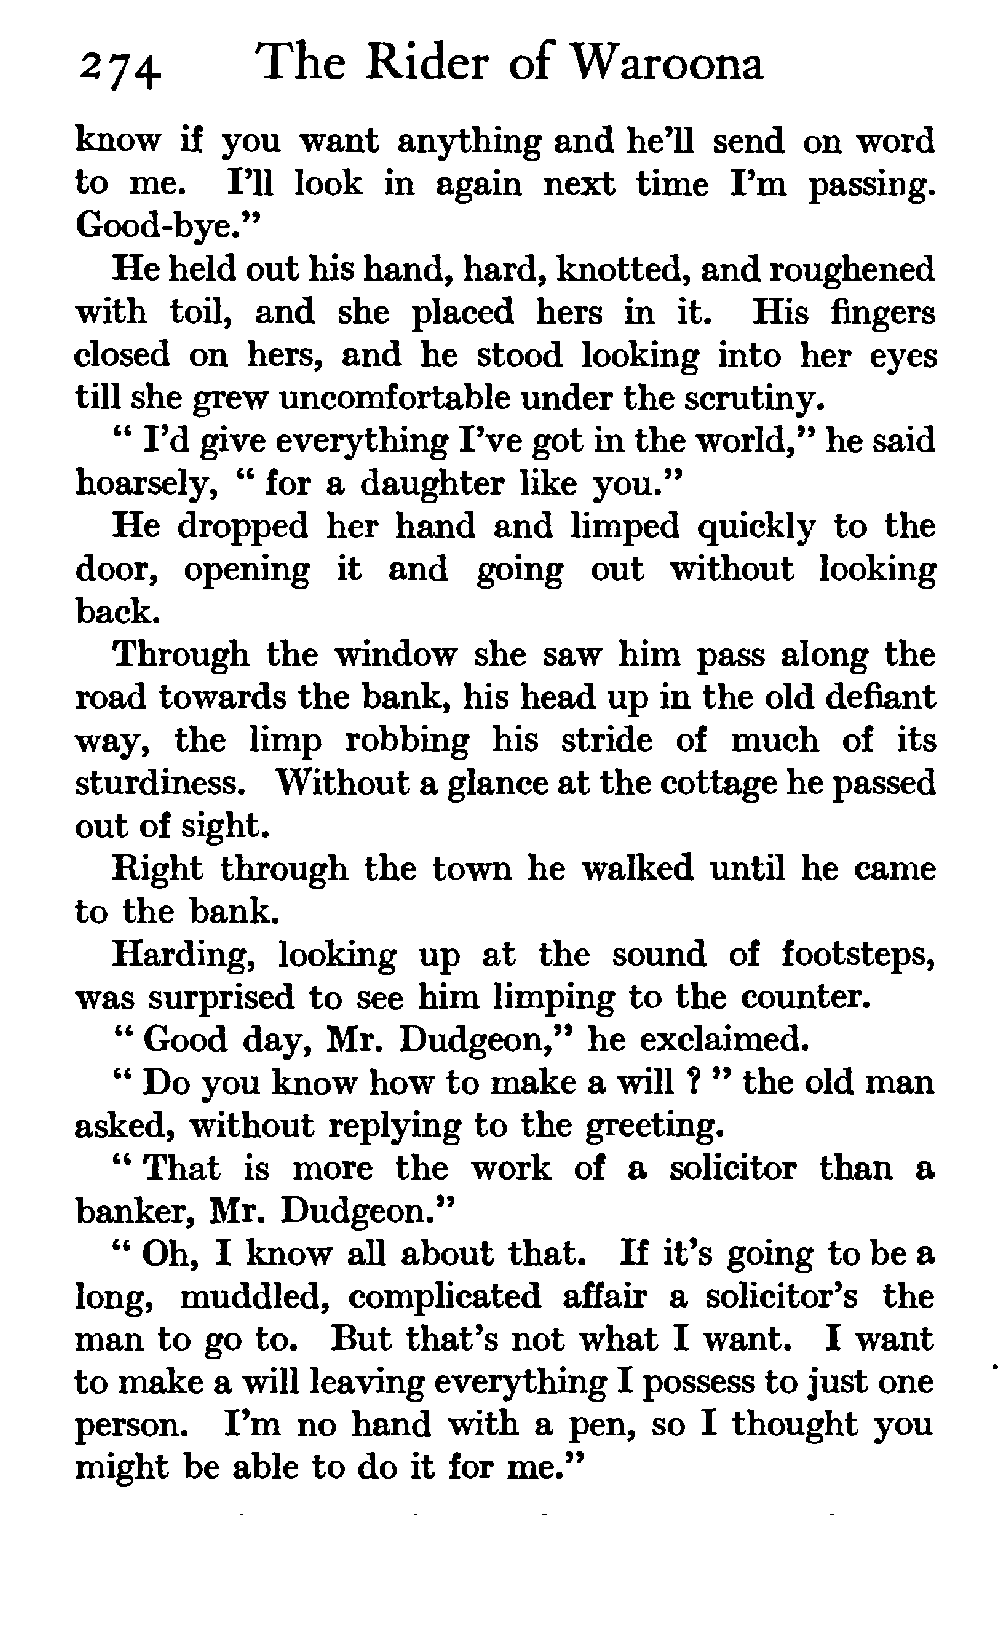 274 The Rider of Waroona
know if you want anything and he'll send on word
to me. I'll look in again next time I'm passing.
Good-bye."
He held out his hand, hard, knotted, and roughened
with toil, and she placed hers in it. His fingers
closed on hers, and he stood looking into her eyes
till she grew uncomfortable under the scrutiny.
" I'd give everything I've got in the world," he said
hoarsely, " for a daughter like you."
He dropped her hand and limped quickly to the
door, opening it and going out without looking
back.
Through the window she saw him pass along the
road towards the bank, his head up in the old defiant
way, the limp robbing his stride of much of its
sturdiness. Without a glance at the cottage he passed
out of sight.
Right through the town he walked until he came
to the bank.
Harding, looking up at the sound of footsteps,
was surprised to see him limping to the counter.
" Good day, Mr. Dudgeon," he exclaimed.
" Do you know how to make a will ? " the old man
asked, without replying to the greeting.
" That is more the work of a solicitor than a
banker, Mr. Dudgeon."
" Oh, I know all about that. If it's going to be a
long, muddled, complicated affair a solicitor's the
man to go to. But that's not what I want. I want
to make a will leaving everything I possess to just one
person. I'm no hand with a pen, so I thought you
might be able to do it for me."